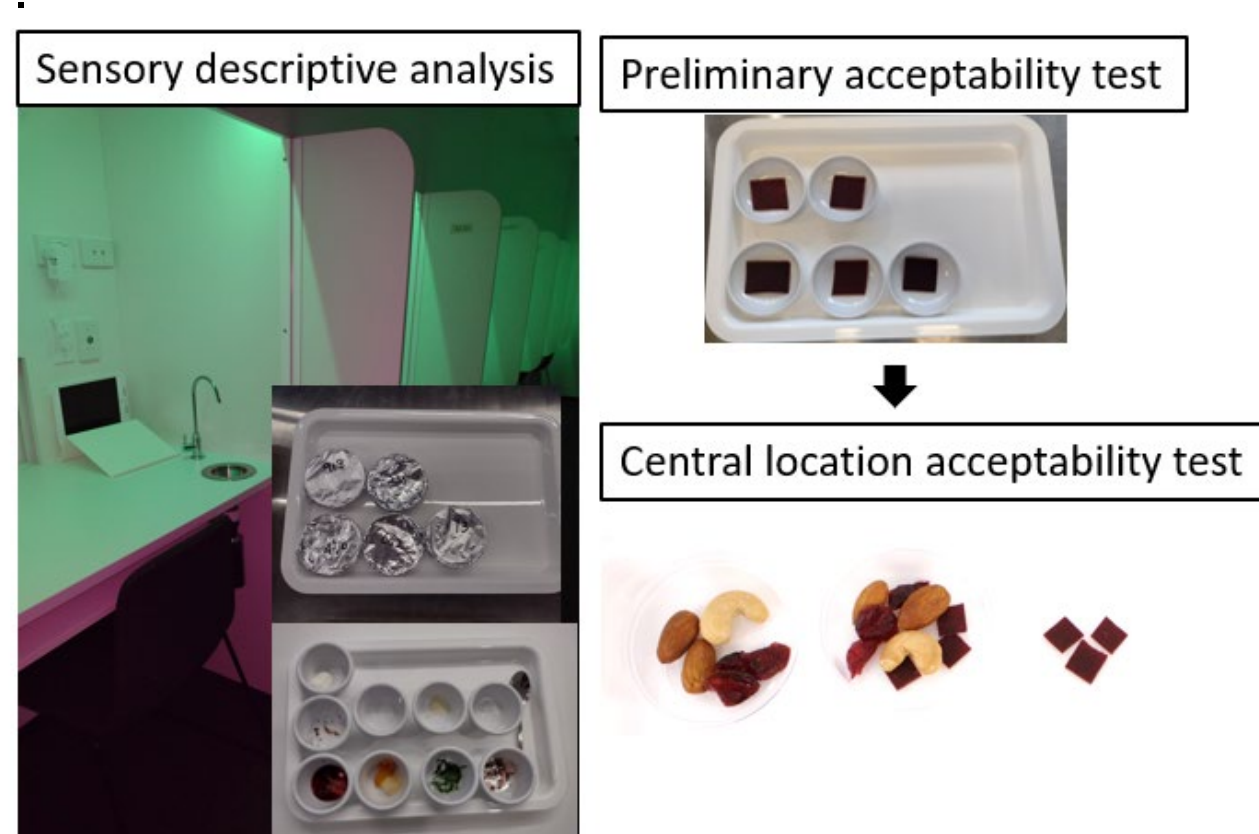 Sensory descriptive analysis
Preliminary acceptability test
Central location acceptability test